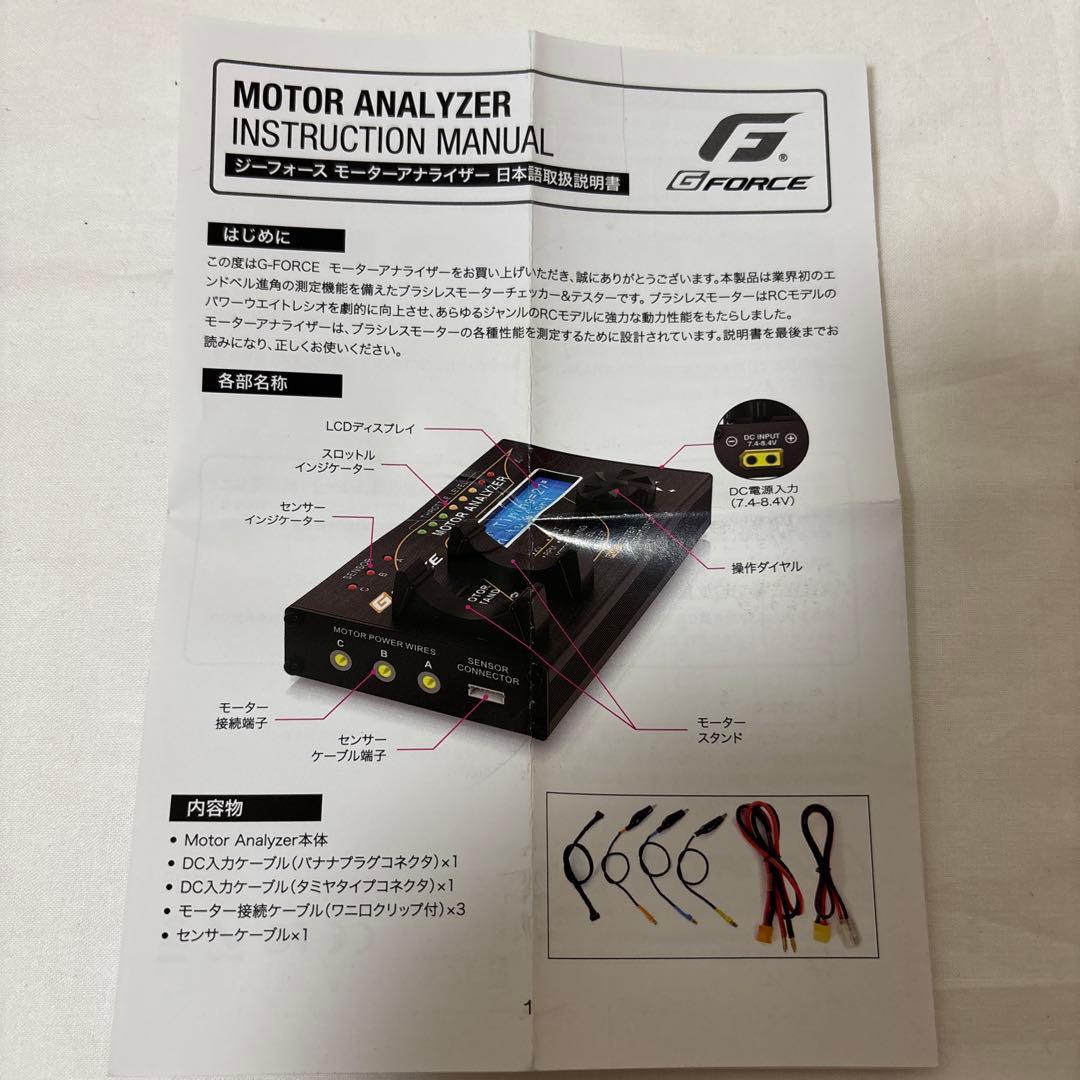 MOTOR ANALYZER
INSTRUCTION MANUAL
ジーフォース モーターアナライザー 日本語取扱説明書
G
®
GFORCE
はじめに
この度はG-FORCE モーターアナライザーをお買い上げいただき、誠にありがとうございます。本製品は業界初のエ
ンドベル進角の測定機能を備えたブラシレスモーターチェッカー&テスターです。ブラシレスモーターはRCモデルの
パワーウエイトレシオを劇的に向上させ、あらゆるジャンルのRCモデルに強力な動力性能をもたらしました。
モーターアナライザーは、ブラシレスモーターの各種性能を測定するために設計されています。説明書を最後までお
読みになり、正しくお使いください。
各部名称
LCDディスプレイ
スロットル
インジケーター
センサー
インジケーター
DC INPUT
7.4-8.4V
DC電源入力
(7.4-8.4V)
操作ダイヤル
THROTTLE LEVEL
MOTOR ANALYZER
SENSOR
A
B
C
MOTOR POWER WIRES
C
B
A
SENSOR
CONNECTOR
モーター
接続端子
センサー
ケーブル端子
モーター
スタンド
内容物
• Motor Analyzer本体
• DC入力ケーブル(バナナプラグコネクタ)×1
• DC入力ケーブル(タミヤタイプコネクタ)×1
• モーター接続ケーブル(ワニ口クリップ付)×3
• センサーケーブル×1
1